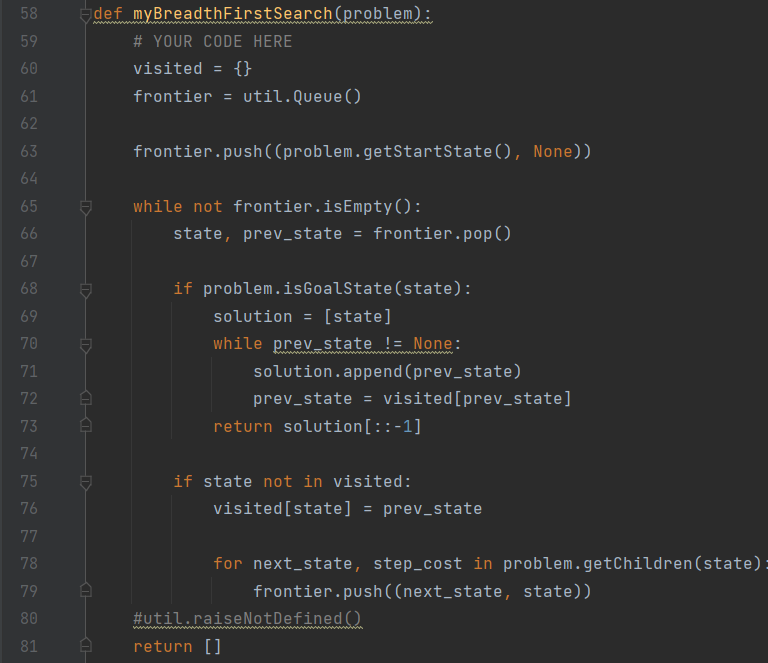 58 def myBreadthFirstSearch(problem):
59 # YOUR CODE HERE
60 visited = {}
61 frontier = util.Queue()
62
63 frontier.push((problem.getStartState(), None))
64
65 while not frontier.isEmpty():
66 state, prev_state = frontier.pop()
67
68 if problem.isGoalState(state):
69 solution = [state]
70 while prev_state != None:
71 solution.append(prev_state)
72 prev_state = visited[prev_state]
73 return solution[::-1]
74
75 if state not in visited:
76 visited[state] = prev_state
77
78 for next_state, step_cost in problem.getChildren(state):
79 frontier.push((next_state, state))
80 #util.raiseNotDefined()
81 return []